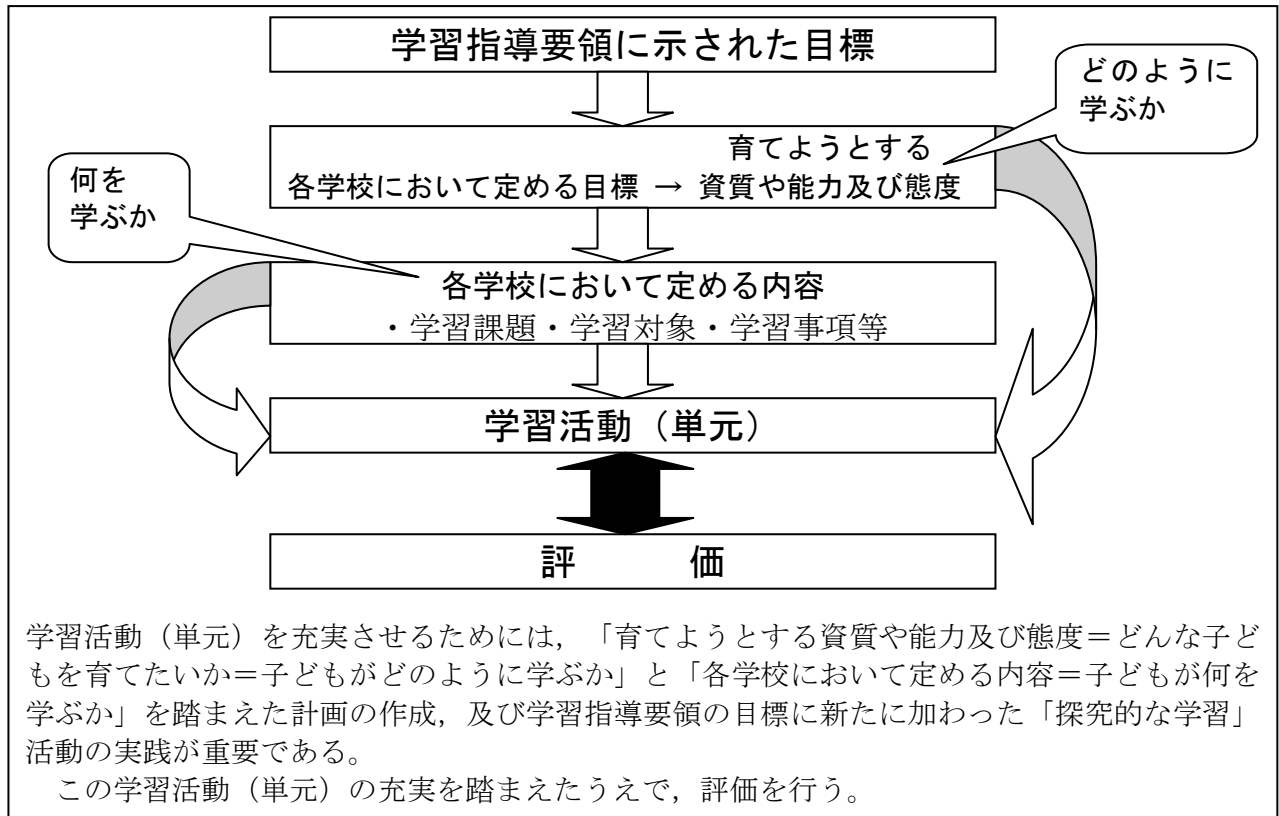 学習指導要領に示された目標
どのように
学ぶか
育てようとする
各学校において定める目標 → 資質や能力及び態度
何を
学ぶか
各学校において定める内容
・学習課題・学習対象・学習事項等
学習活動（単元）
評　　価
学習活動（単元）を充実させるためには，「育てようとする資質や能力及び態度＝どんな子ど
もを育てたいか＝子どもがどのように学ぶか」と「各学校において定める内容＝子どもが何を
学ぶか」を踏まえた計画の作成，及び学習指導要領の目標に新たに加わった「探究的な学習」
活動の実践が重要である。
　この学習活動（単元）の充実を踏まえたうえで，評価を行う。